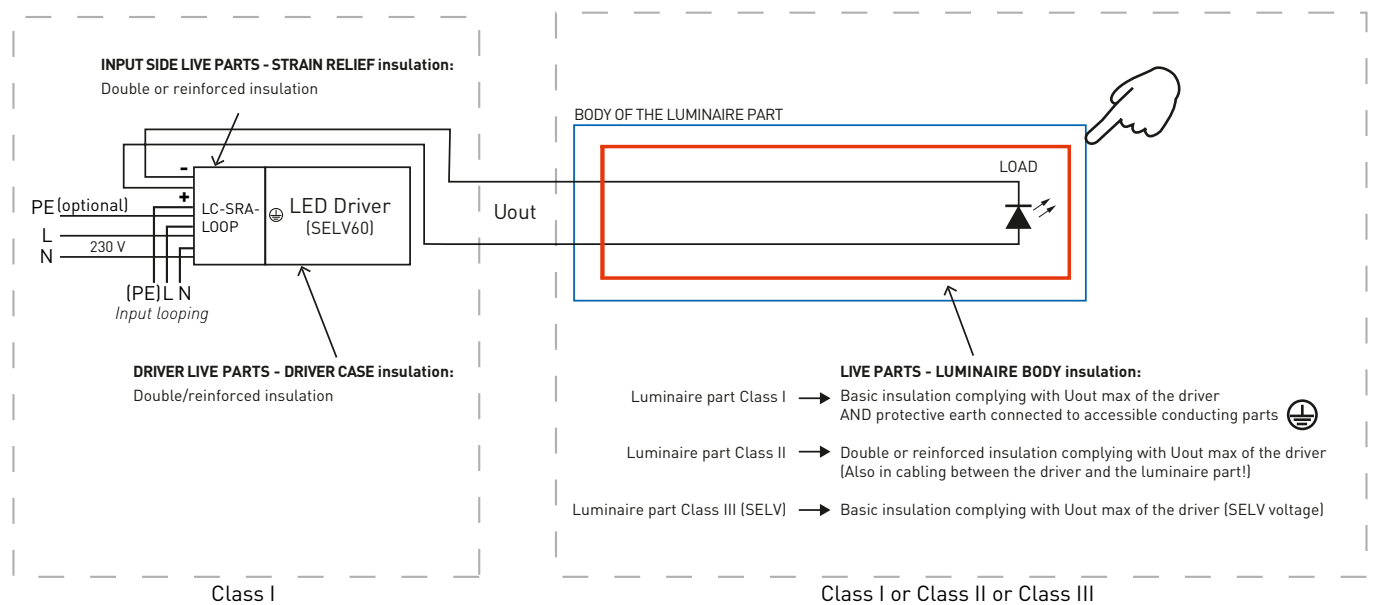 INPUT SIDE LIVE PARTS - STRAIN RELIEF insulation:
Double or reinforced insulation
-
+
PE(optional)
L
N
230 V
LC-SRA-
LOOP
LED Driver
(SELV60)
(PE) L N
Input looping
DRIVER LIVE PARTS - DRIVER CASE insulation:
Double/reinforced insulation
Class I
Uout
BODY OF THE LUMINAIRE PART
LOAD
LIVE PARTS - LUMINAIRE BODY insulation:
Luminaire part Class I Basic insulation complying with Uout max of the driver
AND protective earth connected to accessible conducting parts
Luminaire part Class II Double or reinforced insulation complying with Uout max of the driver
(Also in cabling between the driver and the luminaire part!)
Luminaire part Class III (SELV) Basic insulation complying with Uout max of the driver (SELV voltage)
Class I or Class II or Class III